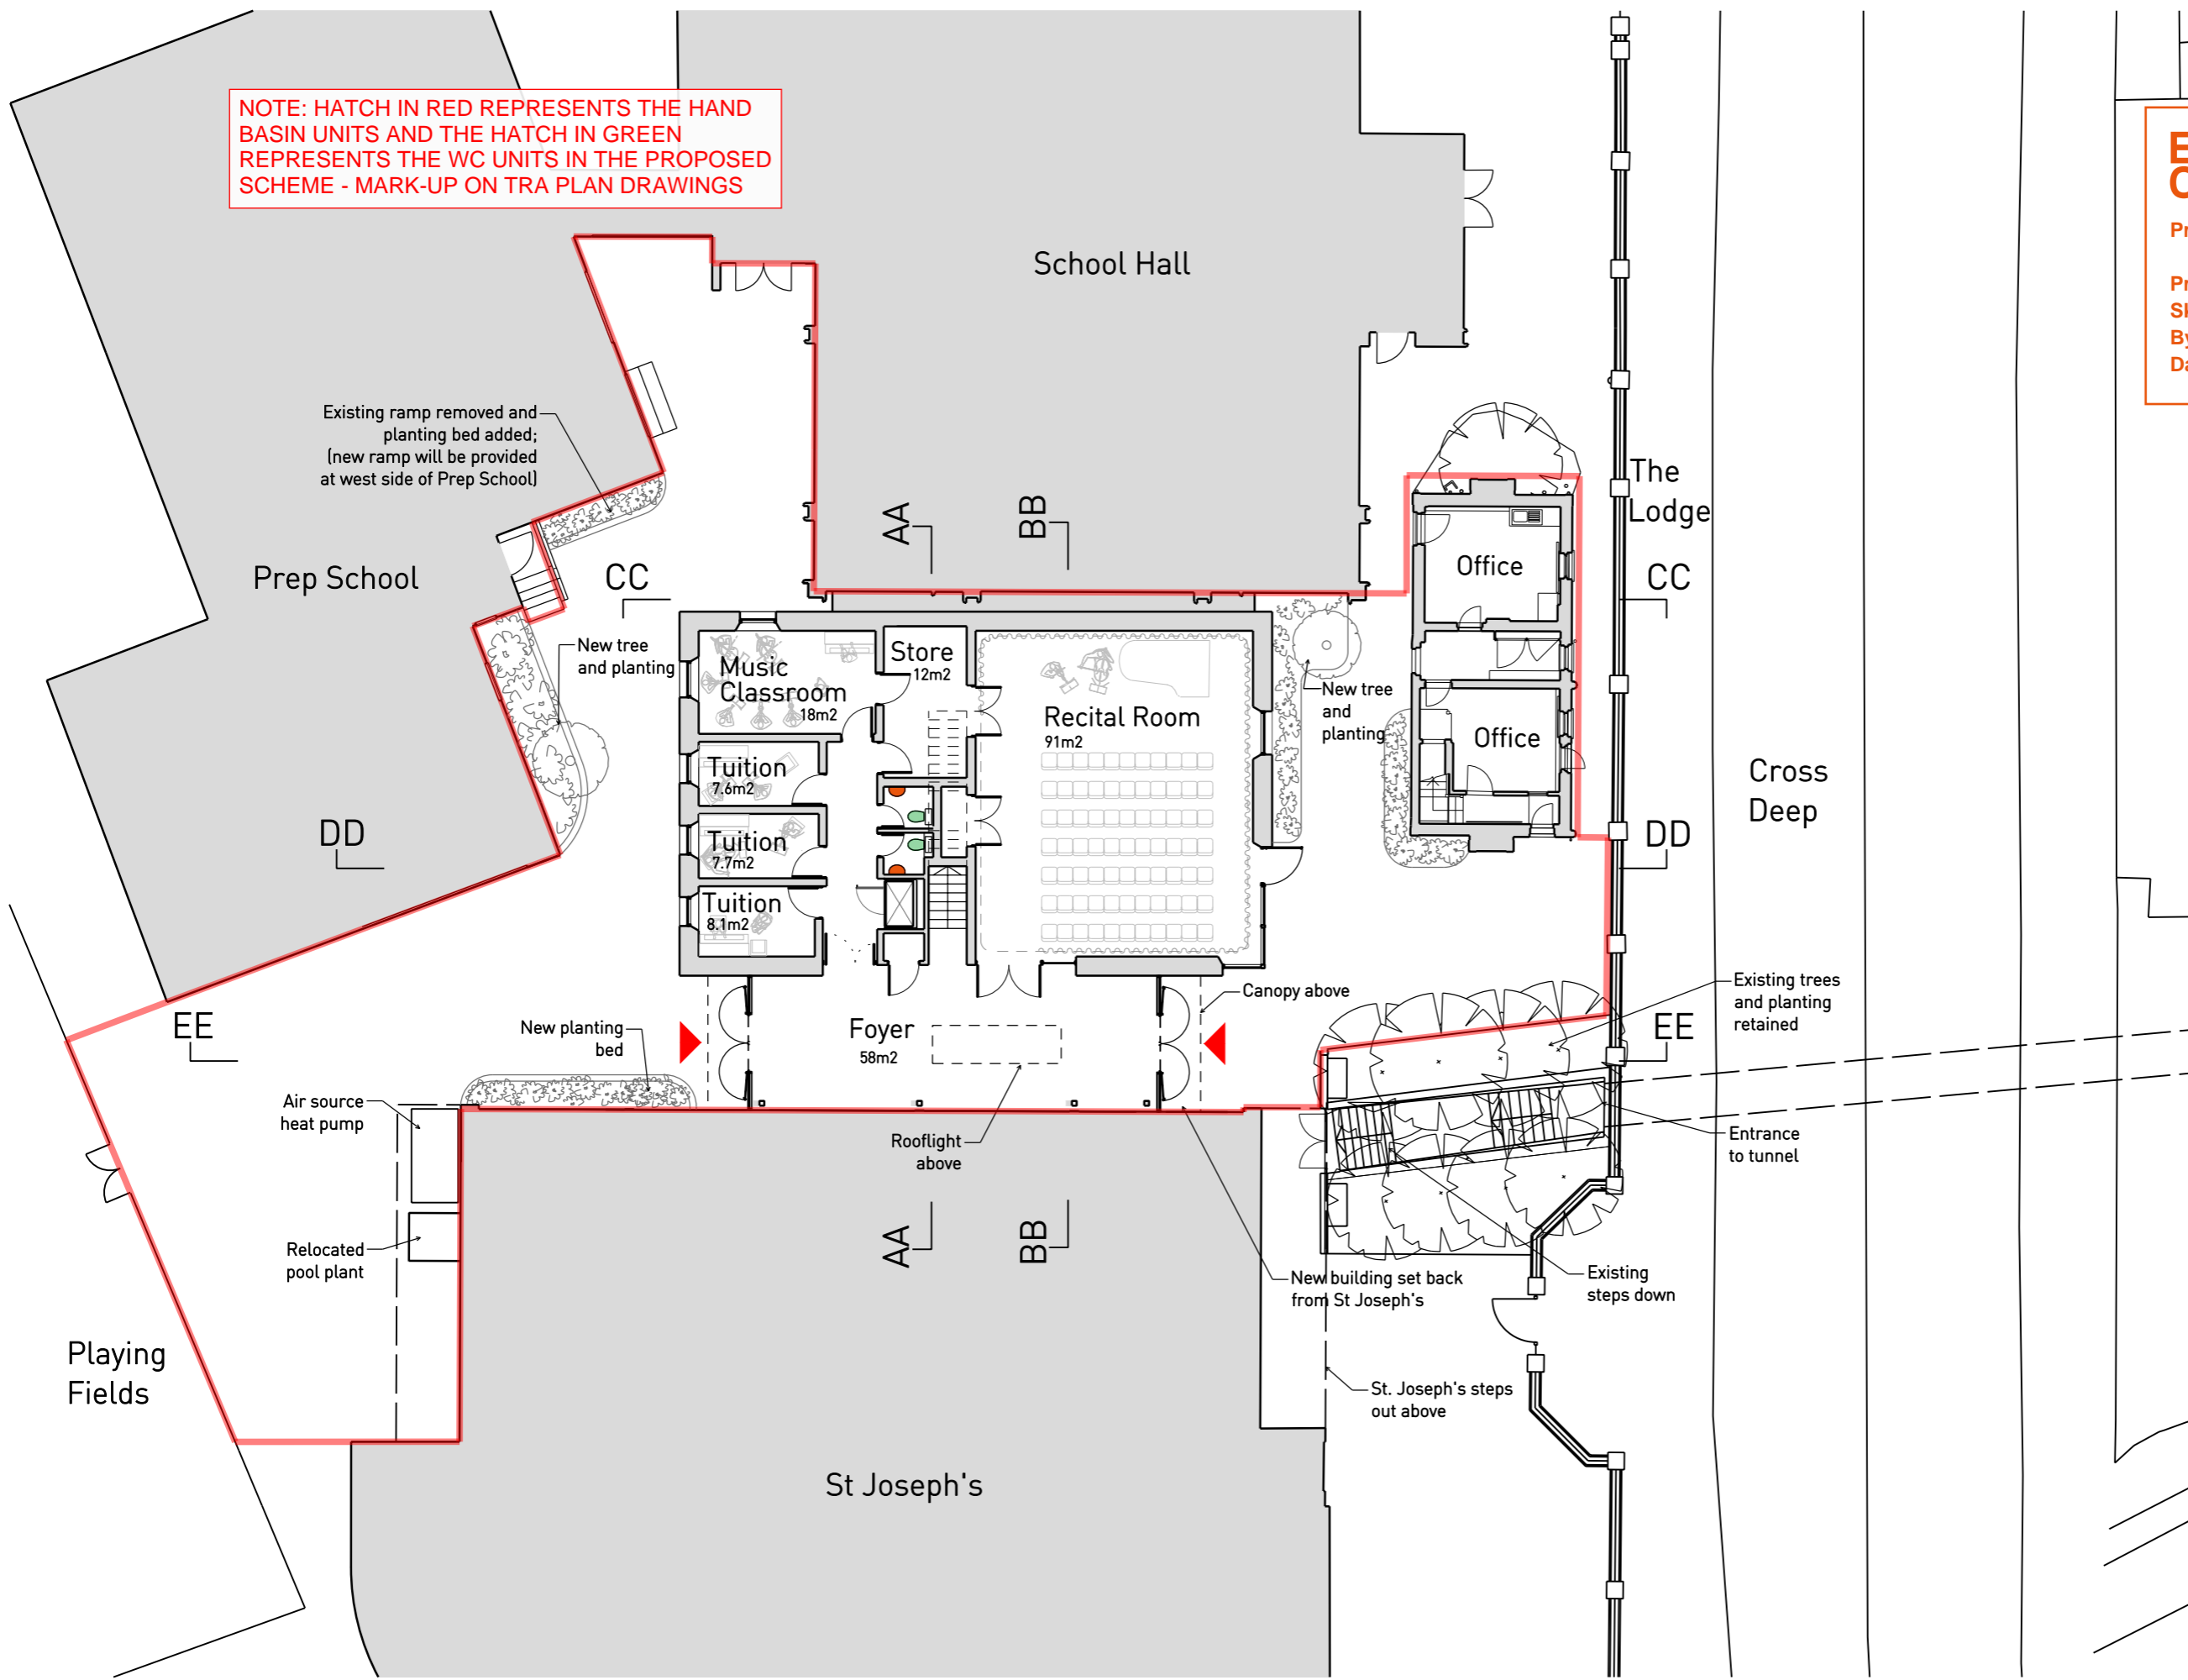 NOTE: HATCH IN RED REPRESENTS THE HAND
BASIN UNITS AND THE HATCH IN GREEN
REPRESENTS THE WC UNITS IN THE PROPOSED
SCHEME - MARK-UP ON TRA PLAN DRAWINGS
School Hall
Existing ramp removed and
planting bed added;
(new ramp will be provided
at west side of Prep School)
The
Lodge
AA
BB
Office
Prep School
CC
CC
New tree
and planting
Music
Classroom
18m2
Store
12m2
New tree
and
planting
Recital Room
91m2
Office
Tuition
7.6m2
Cross
Deep
DD
Tuition
7.7m2
DD
Tuition
8.1m2
Existing trees
and planting
retained
Canopy above
EE
New planting
bed
Foyer
58m2
EE
Air source
heat pump
Rooflight
above
Entrance
to tunnel
AA
BB
Relocated
pool plant
New building set back
from St Joseph's
Existing
steps down
Playing
Fields
St. Joseph's steps
out above
St Joseph's